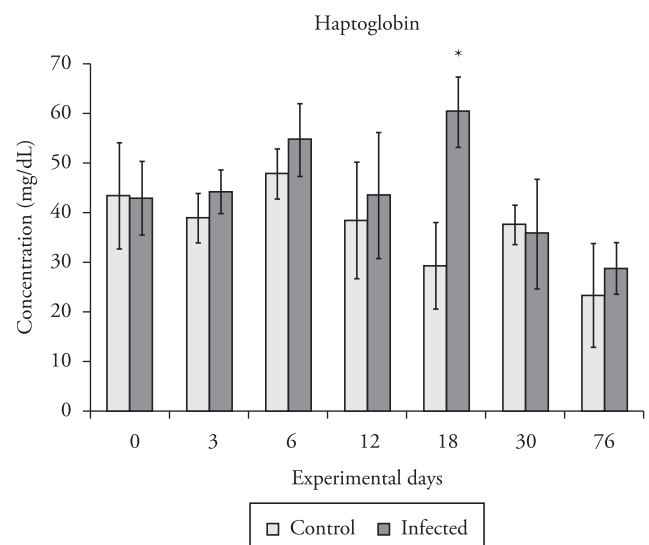 Haptoglobin
*
70
60
50
40
30
20
10
0
Concentration (mg/dL)
0 3 6 12 18 30 76
Experimental days
Control Infected